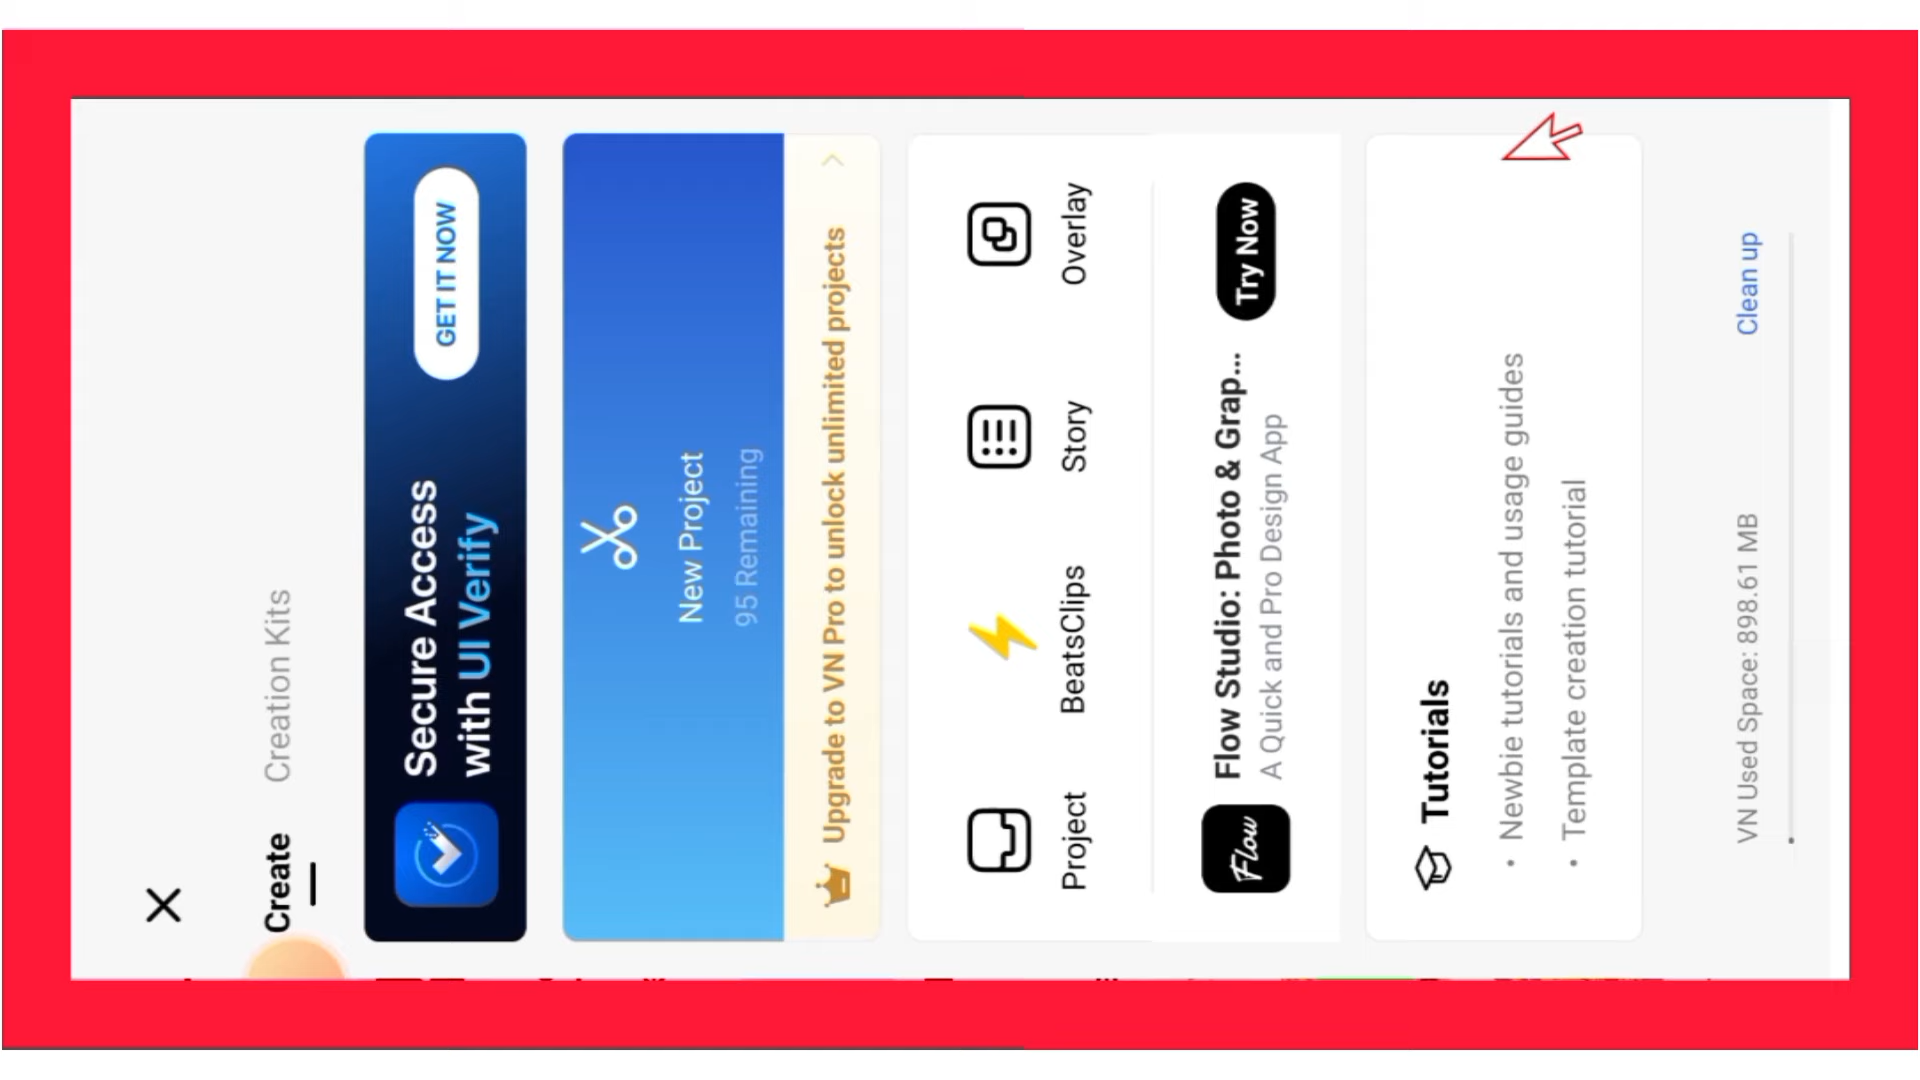 Create
Creation Kits
Secure Access
with UI Verify
GET IT NOW
New Project
95 Remaining
Upgrade to VN Pro to unlock unlimited projects
Project
BeatsClips
Story
Overlay
Flow
Flow Studio: Photo & Grap...
A Quick and Pro Design App
Try Now
Tutorials
• Newbie tutorials and usage guides
• Template creation tutorial
VN Used Space: 898.61 MB
Clean up